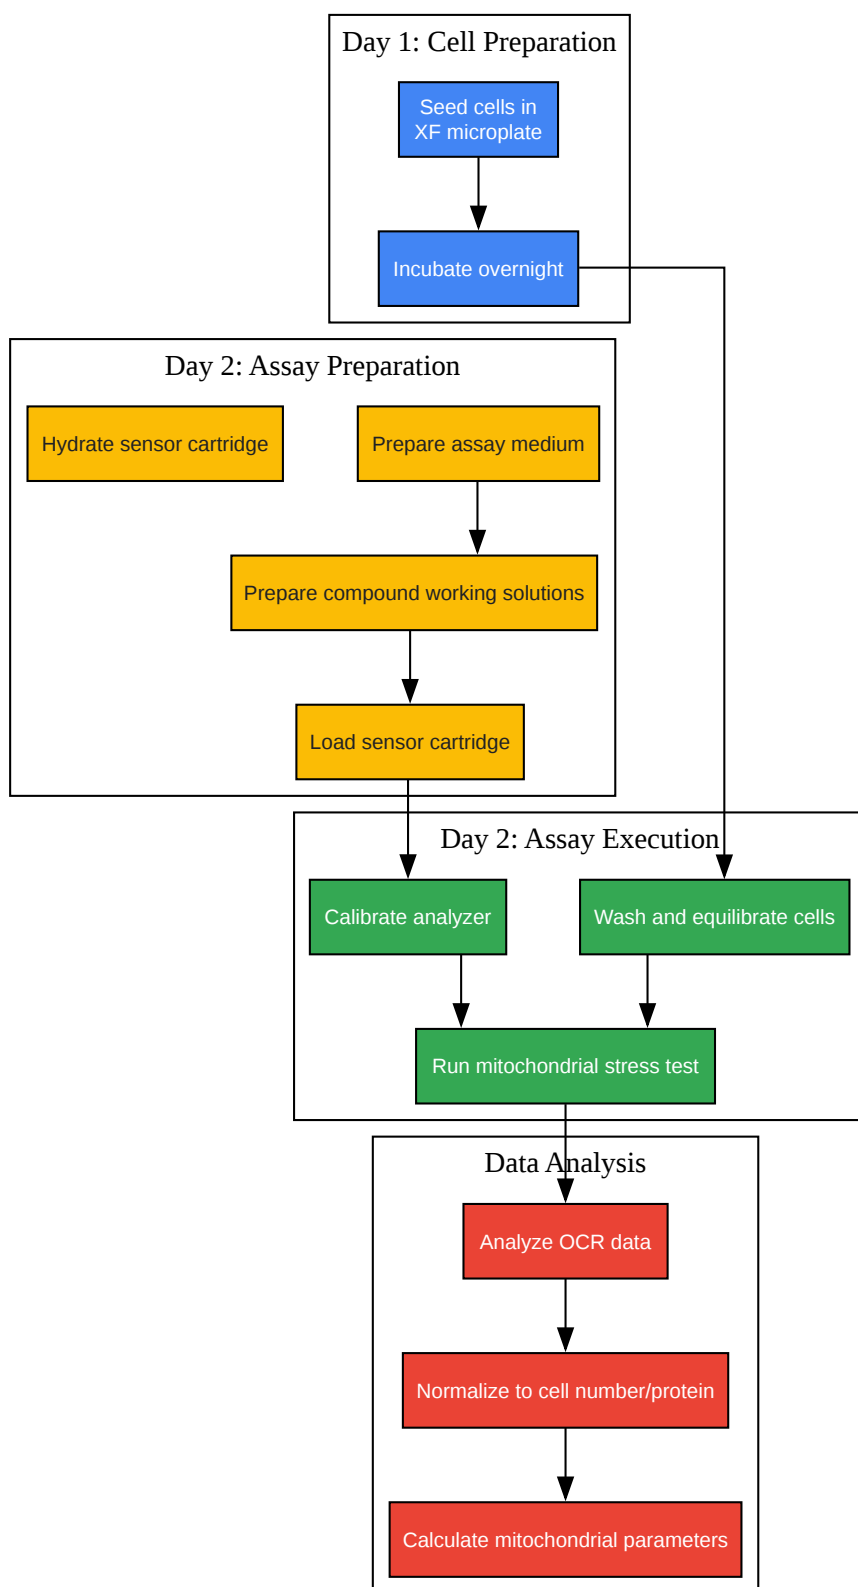 Day 1: Cell Preparation
Seed cells in
XF microplate
Incubate overnight
Day 2: Assay Preparation
Hydrate sensor cartridge
Prepare assay medium
Prepare compound working solutions
Load sensor cartridge
Day 2: Assay Execution
Calibrate analyzer
Wash and equilibrate cells
Run mitochondrial stress test
Data Analysis
Analyze OCR data
Normalize to cell number/protein
Calculate mitochondrial parameters